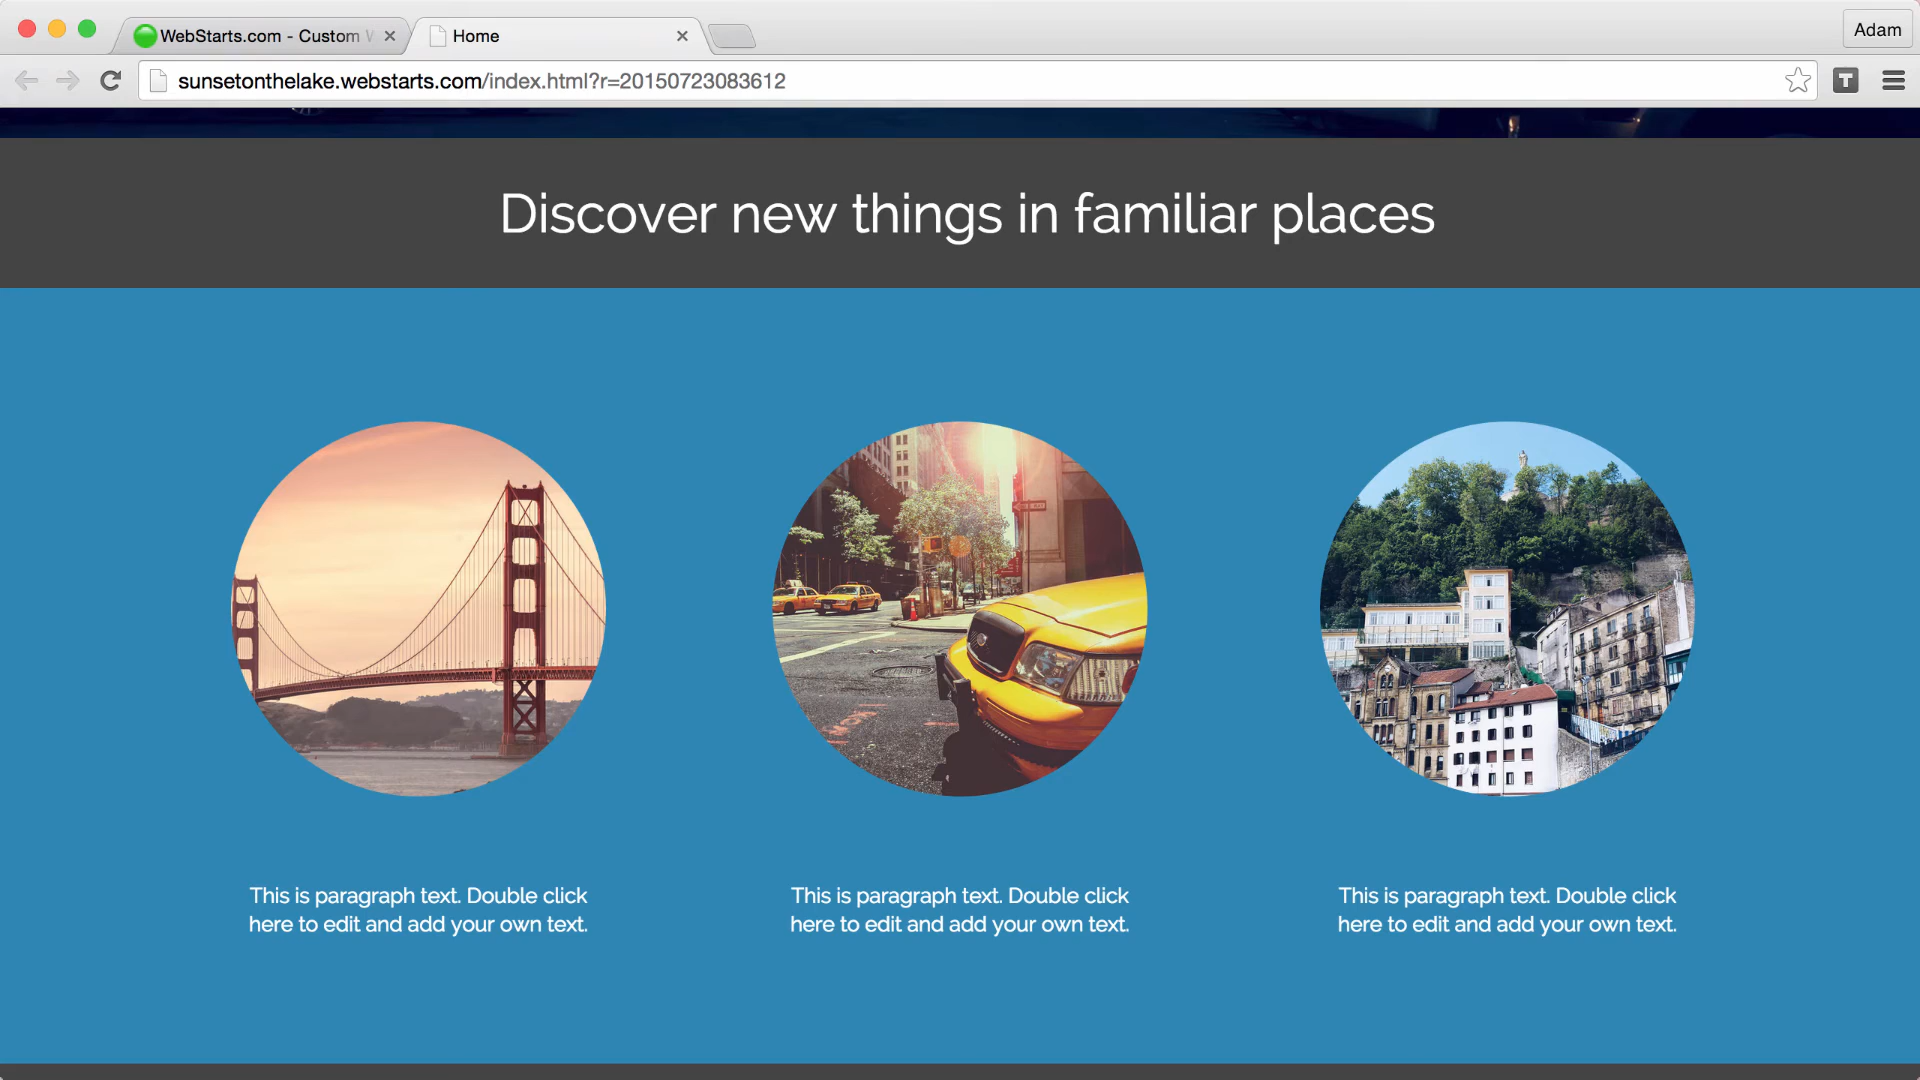 WebStarts.com - Custom W
Home
Adam
sunsetonthelake.webstarts.com/index.html?r=20150723083612
T
Discover new things in familiar places
This is paragraph text. Double click
here to edit and add your own text.
This is paragraph text. Double click
here to edit and add your own text.
This is paragraph text. Double click
here to edit and add your own text.